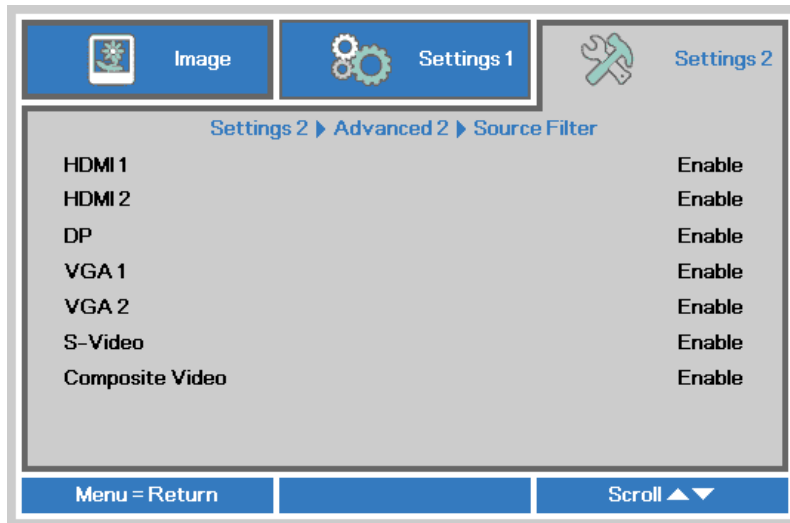 Image
Settings 1
Settings 2
Settings 2 ▶ Advanced 2 ▶ Source Filter
HDMI 1 Enable
HDMI 2 Enable
DP Enable
VGA 1 Enable
VGA 2 Enable
S-Video Enable
Composite Video Enable
Menu = Return
Scroll ▲▼